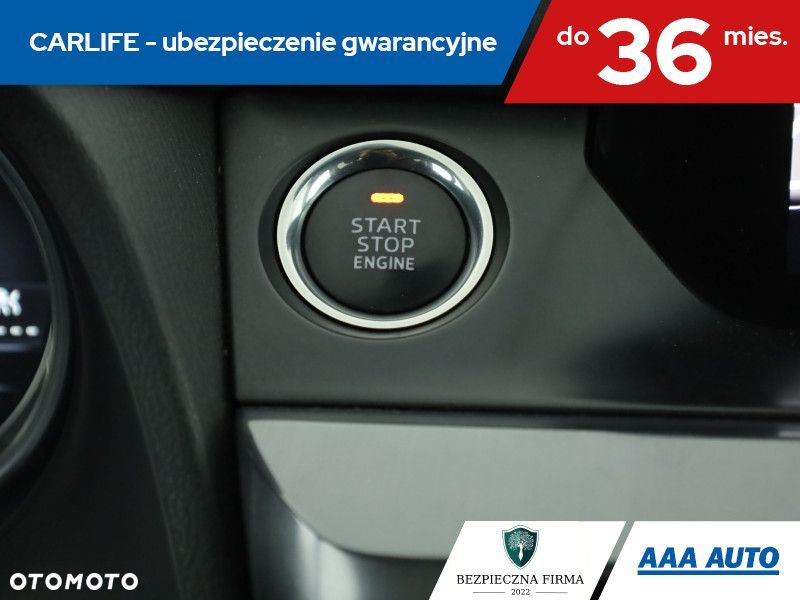 CARLIFE - ubezpieczenie gwarancyjne
do 36 mies.
START
STOP
ENGINE
OTOMOTO
BEZPIECZNA FIRMA
2022
AAA AUTO